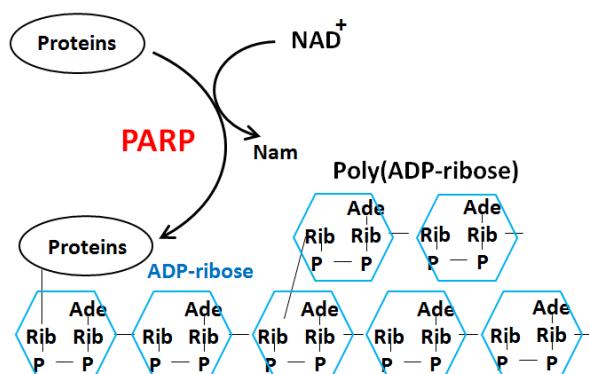 Proteins
NAD+
PARP
Nam
Poly(ADP-ribose)
Ade Ade
Rib Rib Rib Rib
P P P P
Proteins
ADP-ribose
Ade Ade Ade Ade Ade
Rib Rib Rib Rib Rib Rib Rib Rib Rib Rib
P P P P P P P P P P